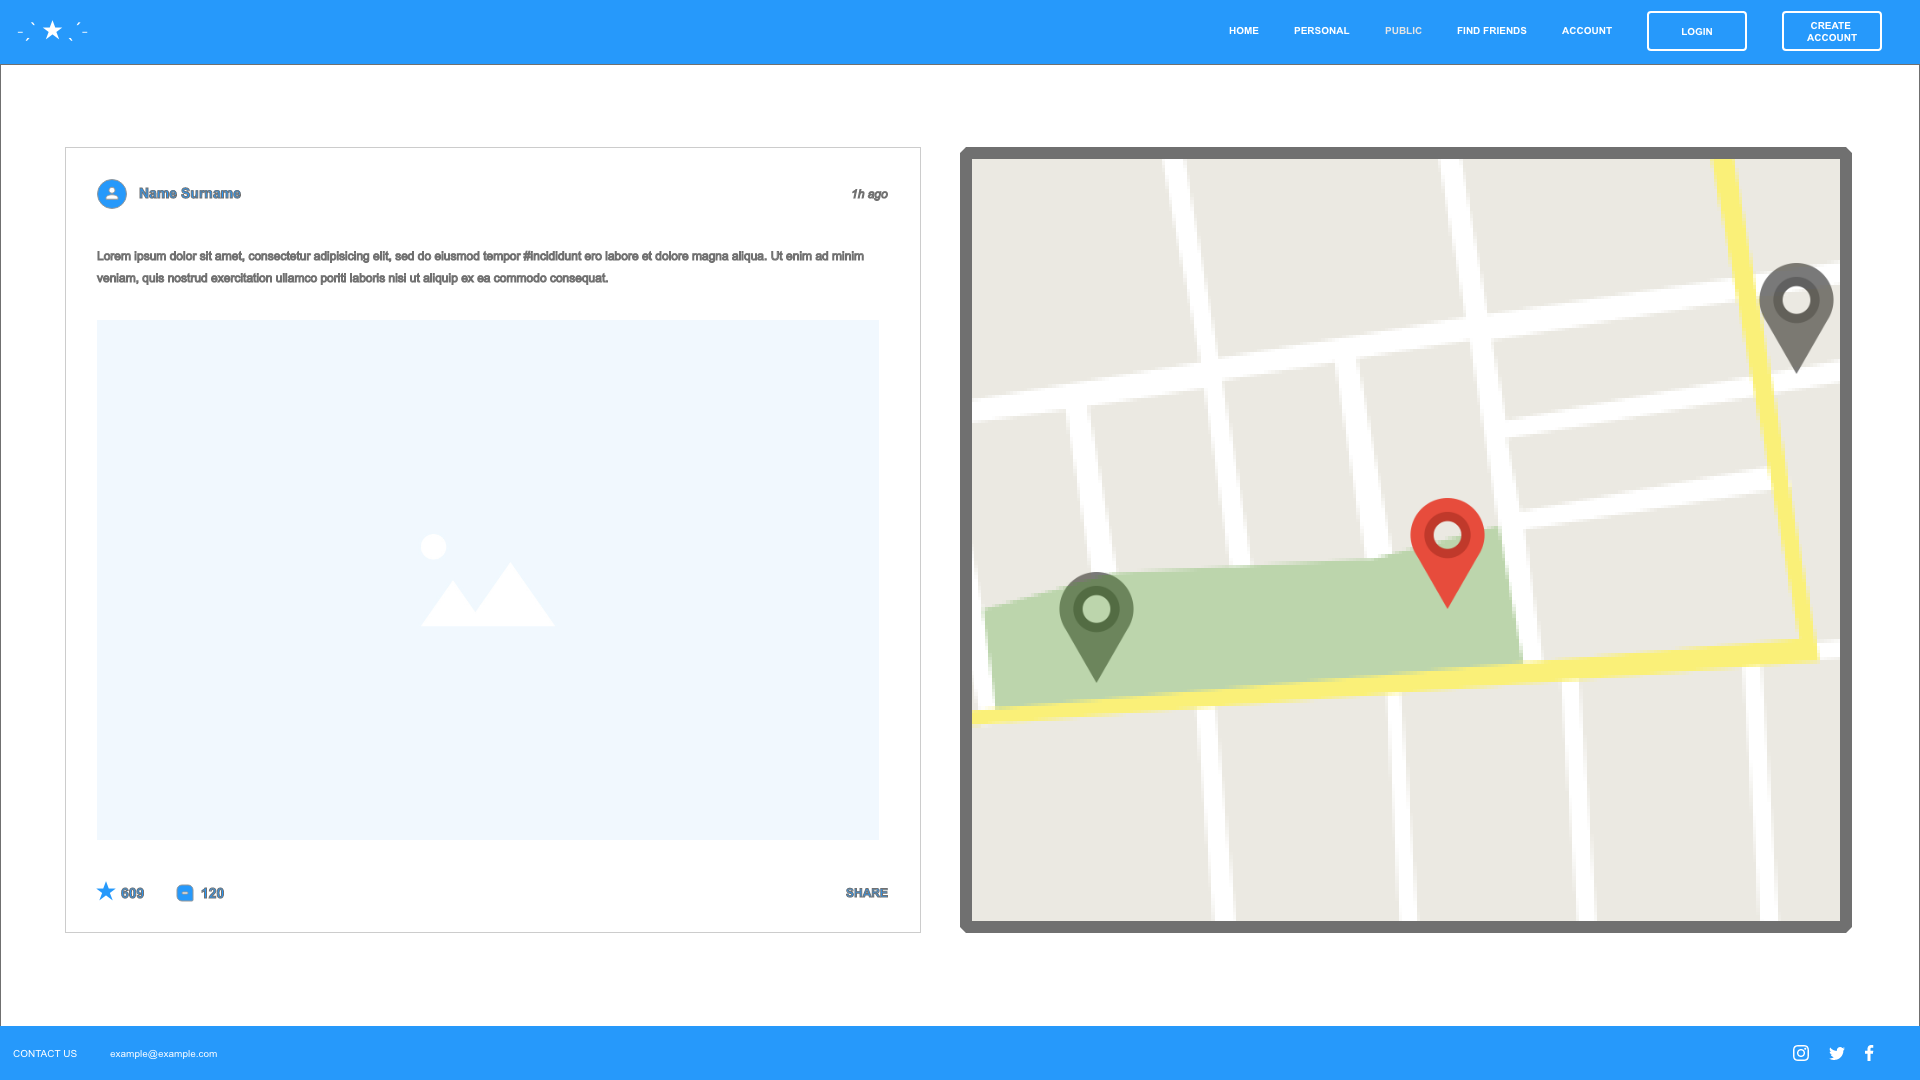 HOME
PERSONAL
PUBLIC
FIND FRIENDS
ACCOUNT
LOGIN
CREATE
ACCOUNT
Name Surname
1h ago
Lorem ipsum dolor sit amet, consectetur adipisicing elit, sed do eiusmod tempor #incididunt ero labore et dolore magna aliqua. Ut enim ad minim
veniam, quis nostrud exercitation ullamco poriti laboris nisi ut aliquip ex ea commodo consequat.
609
120
SHARE
CONTACT US
example@example.com